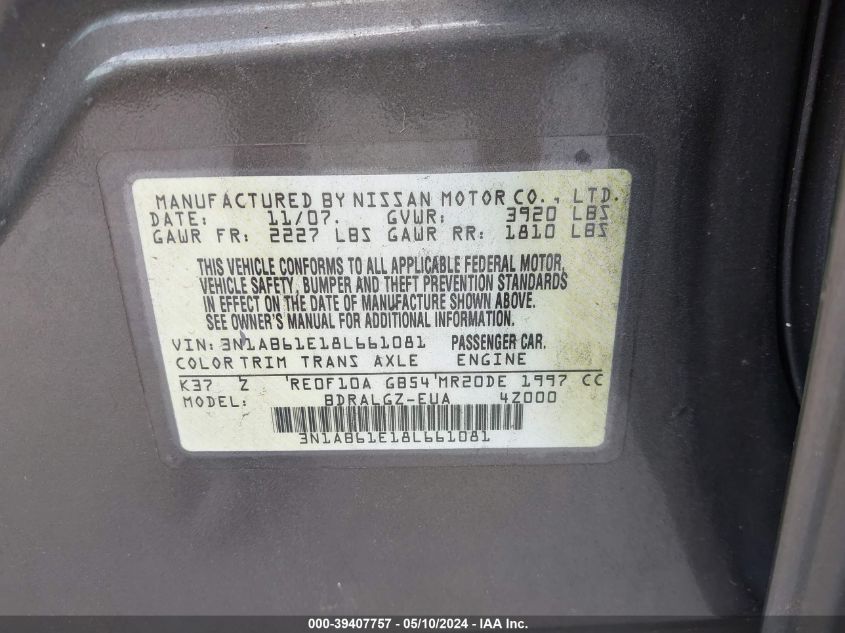 MANUFACTURED BY NISSAN MOTOR CO., LTD.
DATE: 11/07. GVWR: 3920 LBS
GAWR FR: 2227 LBS GAWR RR: 1810 LBS
THIS VEHICLE CONFORMS TO ALL APPLICABLE FEDERAL MOTOR,
VEHICLE SAFETY, BUMPER AND THEFT PREVENTION STANDARDS
IN EFFECT ON THE DATE OF MANUFACTURE SHOWN ABOVE.
SEE OWNER'S MANUAL FOR ADDITIONAL INFORMATION.
VIN: 3N1AB61E18L661081 PASSENGER CAR.
COLOR TRIM TRANS AXLE ENGINE
K37 Z RE0F10A GB54 MR20DE 1997 CC
MODEL: BDRALGZ-EUA 4Z000
3N1AB61E18L661081
000-39407757 - 05/10/2024 - IAA Inc.